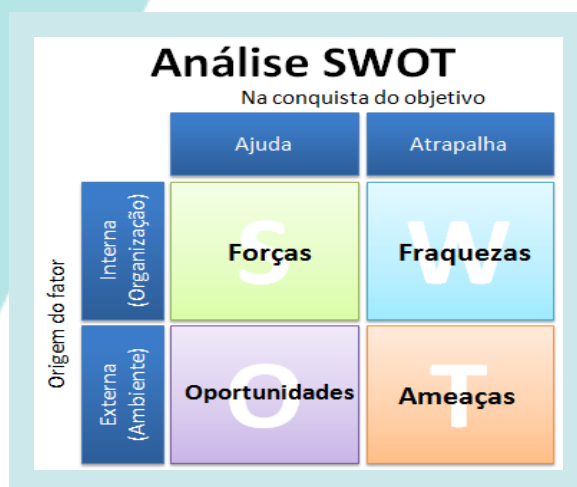 Análise SWOT
Na conquista do objetivo
Ajuda
Atrapalha
Origem do fator
Interna
(Organização)
S
Forças
W
Fraquezas
Externa
(Ambiente)
O
Oportunidades
T
Ameaças